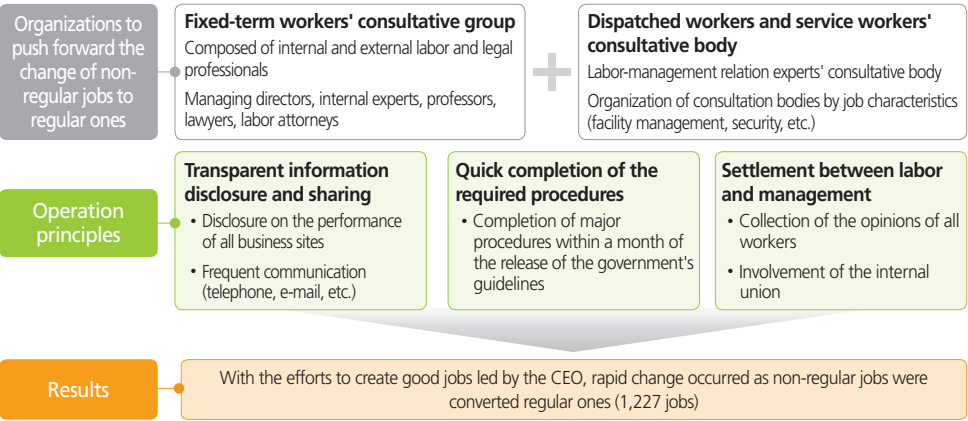 Organizations to
push forward the
change of non-
regular jobs to
regular ones
Fixed-term workers' consultative group
Composed of internal and external labor and legal
professionals
Managing directors, internal experts, professors,
lawyers, labor attorneys
Dispatched workers and service workers'
consultative body
Labor-management relation experts' consultative body
Organization of consultation bodies by job characteristics
(facility management, security, etc.)
Operation
principles
Transparent information
disclosure and sharing
• Disclosure on the performance
of all business sites
• Frequent communication
(telephone, e-mail, etc.)
Quick completion of the
required procedures
• Completion of major
procedures within a month of
the release of the government's
guidelines
Settlement between labor
and management
• Collection of the opinions of all
workers
• Involvement of the internal
union
Results
With the efforts to create good jobs led by the CEO, rapid change occurred as non-regular jobs were
converted regular ones (1,227 jobs)